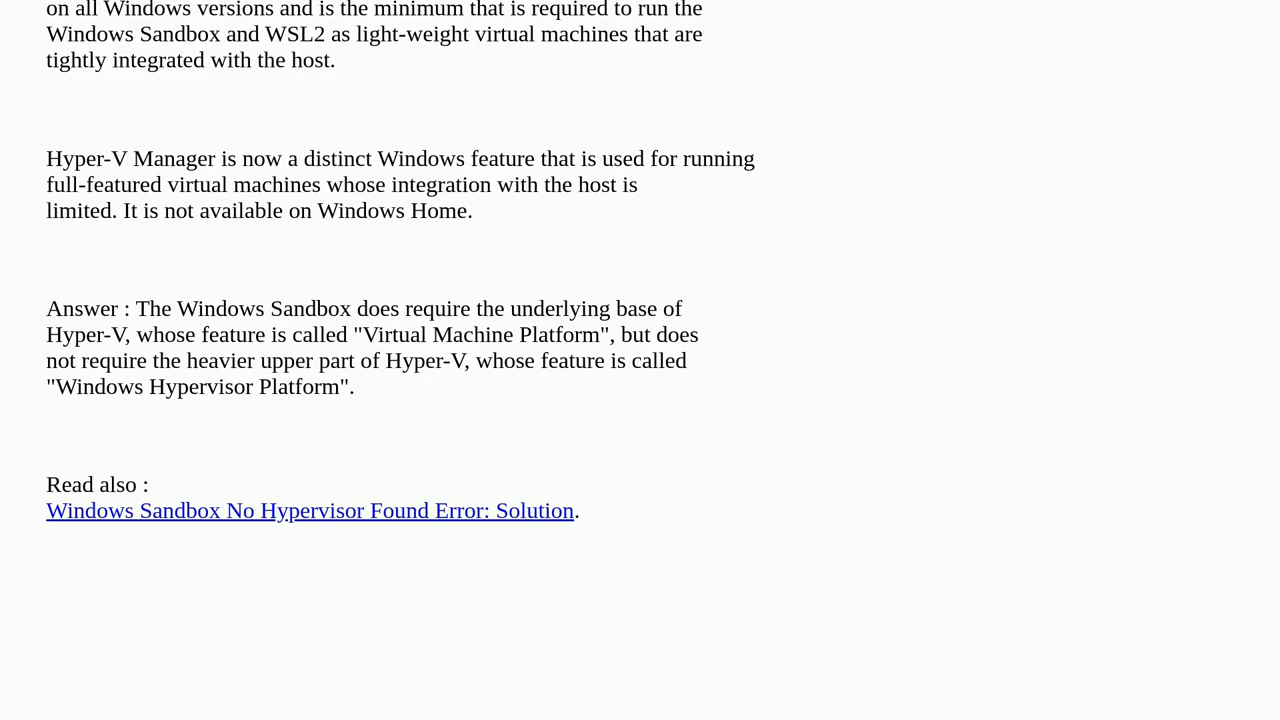 on all Windows versions and is the minimum that is required to run the
Windows Sandbox and WSL2 as light-weight virtual machines that are
tightly integrated with the host.
Hyper-V Manager is now a distinct Windows feature that is used for running
full-featured virtual machines whose integration with the host is
limited. It is not available on Windows Home.
Answer : The Windows Sandbox does require the underlying base of
Hyper-V, whose feature is called "Virtual Machine Platform", but does
not require the heavier upper part of Hyper-V, whose feature is called
"Windows Hypervisor Platform".
Read also :
Windows Sandbox No Hypervisor Found Error: Solution.